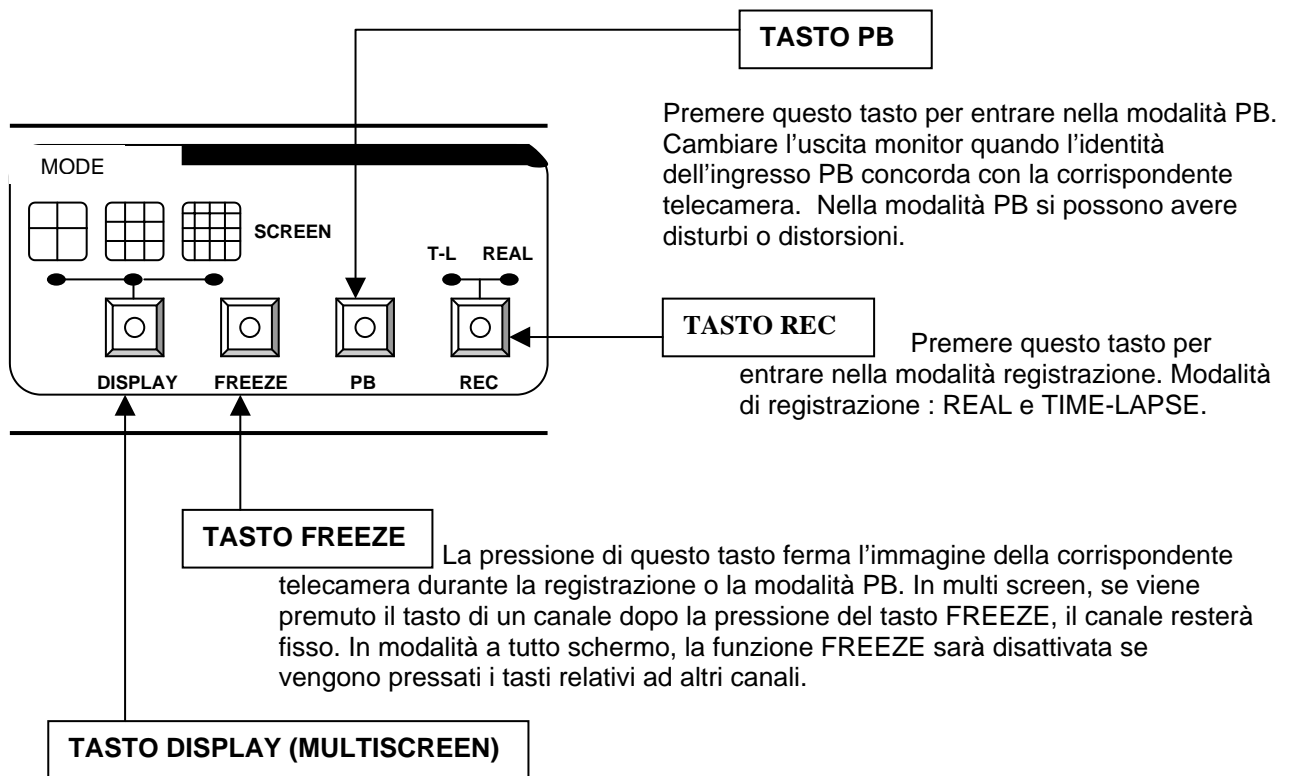 TASTO PB
Premere questo tasto per entrare nella modalità PB.
Cambiare l’uscita monitor quando l’identità
dell’ingresso PB concorda con la corrispondente
telecamera.  Nella modalità PB si possono avere
disturbi o distorsioni.
MODE
SCREEN
T-L REAL
DISPLAY FREEZE PB REC
TASTO REC
Premere questo tasto per
entrare nella modalità registrazione. Modalità
di registrazione : REAL e TIME-LAPSE.
TASTO FREEZE
La pressione di questo tasto ferma l’immagine della corrispondente
telecamera durante la registrazione o la modalità PB. In multi screen, se viene
premuto il tasto di un canale dopo la pressione del tasto FREEZE, il canale resterà
fisso. In modalità a tutto schermo, la funzione FREEZE sarà disattivata se
vengono pressati i tasti relativi ad altri canali.
TASTO DISPLAY (MULTISCREEN)